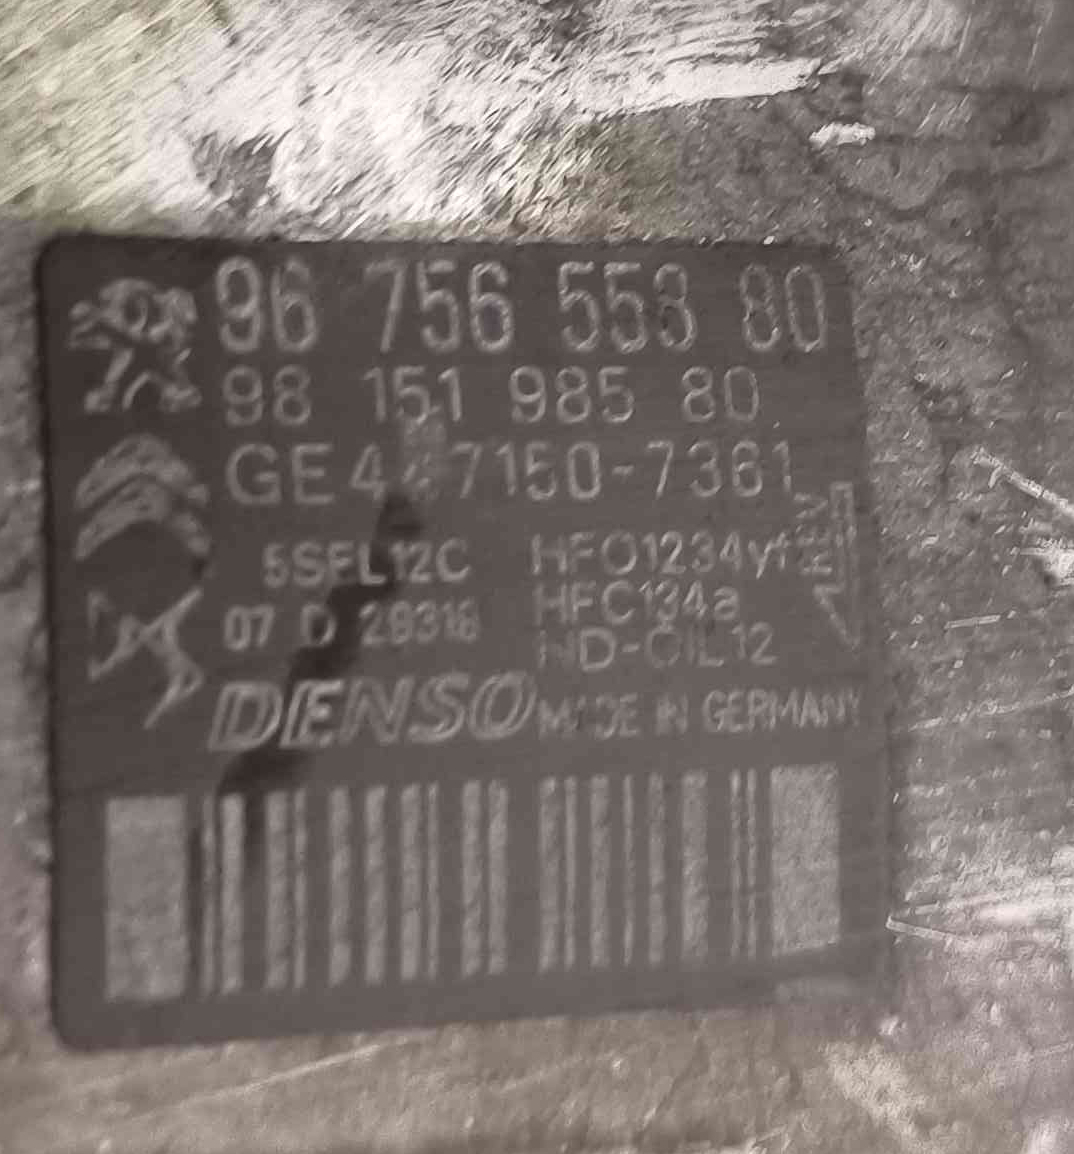 96 756 558 80
98 151 985 80
GE447150-7361
5SEL12C HFO1234yf
07 D 28318 HFC134a
ND-OIL12
DENSO MADE IN GERMANY